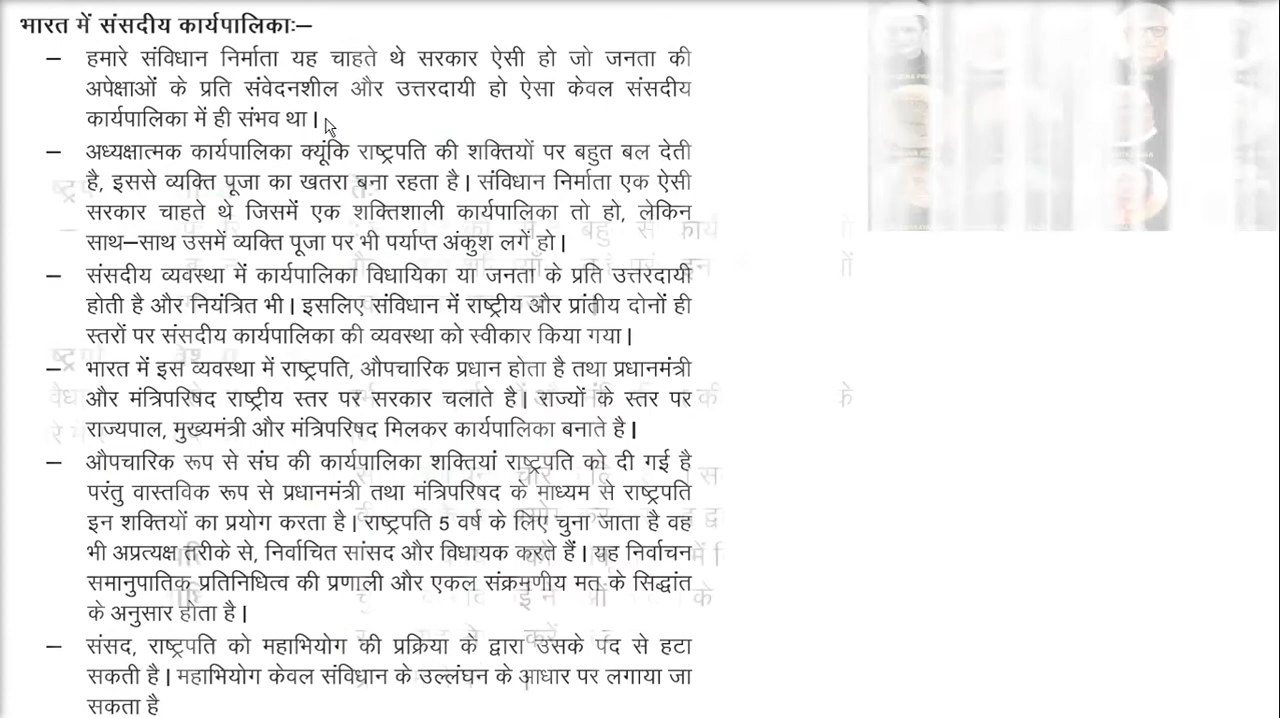 भारत में संसदीय कार्यपालिकाः–
– हमारे संविधान निर्माता यह चाहते थे सरकार ऐसी हो जो जनता की
अपेक्षाओं के प्रति संवेदनशील और उत्तरदायी हो ऐसा केवल संसदीय
कार्यपालिका में ही संभव था।
– अध्यक्षात्मक कार्यपालिका क्यूंकि राष्ट्रपति की शक्तियों पर बहुत बल देती
है, इससे व्यक्ति पूजा का खतरा बना रहता है। संविधान निर्माता एक ऐसी
सरकार चाहते थे जिसमें एक शक्तिशाली कार्यपालिका तो हो, लेकिन
साथ–साथ उसमें व्यक्ति पूजा पर भी पर्याप्त अंकुश लगें हो।
– संसदीय व्यवस्था में कार्यपालिका विधायिका या जनता के प्रति उत्तरदायी
होती है और नियंत्रित भी। इसलिए संविधान में राष्ट्रीय और प्रांतीय दोनों ही
स्तरों पर संसदीय कार्यपालिका की व्यवस्था को स्वीकार किया गया।
– भारत में इस व्यवस्था में राष्ट्रपति, औपचारिक प्रधान होता है तथा प्रधानमंत्री
और मंत्रिपरिषद राष्ट्रीय स्तर पर सरकार चलाते है। राज्यों के स्तर पर
राज्यपाल, मुख्यमंत्री और मंत्रिपरिषद मिलकर कार्यपालिका बनाते है।
– औपचारिक रूप से संघ की कार्यपालिका शक्तियां राष्ट्रपति को दी गई है
परंतु वास्तविक रूप से प्रधानमंत्री तथा मंत्रिपरिषद के माध्यम से राष्ट्रपति
इन शक्तियों का प्रयोग करता है। राष्ट्रपति 5 वर्ष के लिए चुना जाता है वह
भी अप्रत्यक्ष तरीके से, निर्वाचित सांसद और विधायक करते हैं। यह निर्वाचन
समानुपातिक प्रतिनिधित्व की प्रणाली और एकल संक्रमणीय मत के सिद्धांत
के अनुसार होता है।
– संसद, राष्ट्रपति को महाभियोग की प्रक्रिया के द्वारा उसके पद से हटा
सकती है। महाभियोग केवल संविधान के उल्लंघन के आधार पर लगाया जा
सकता है